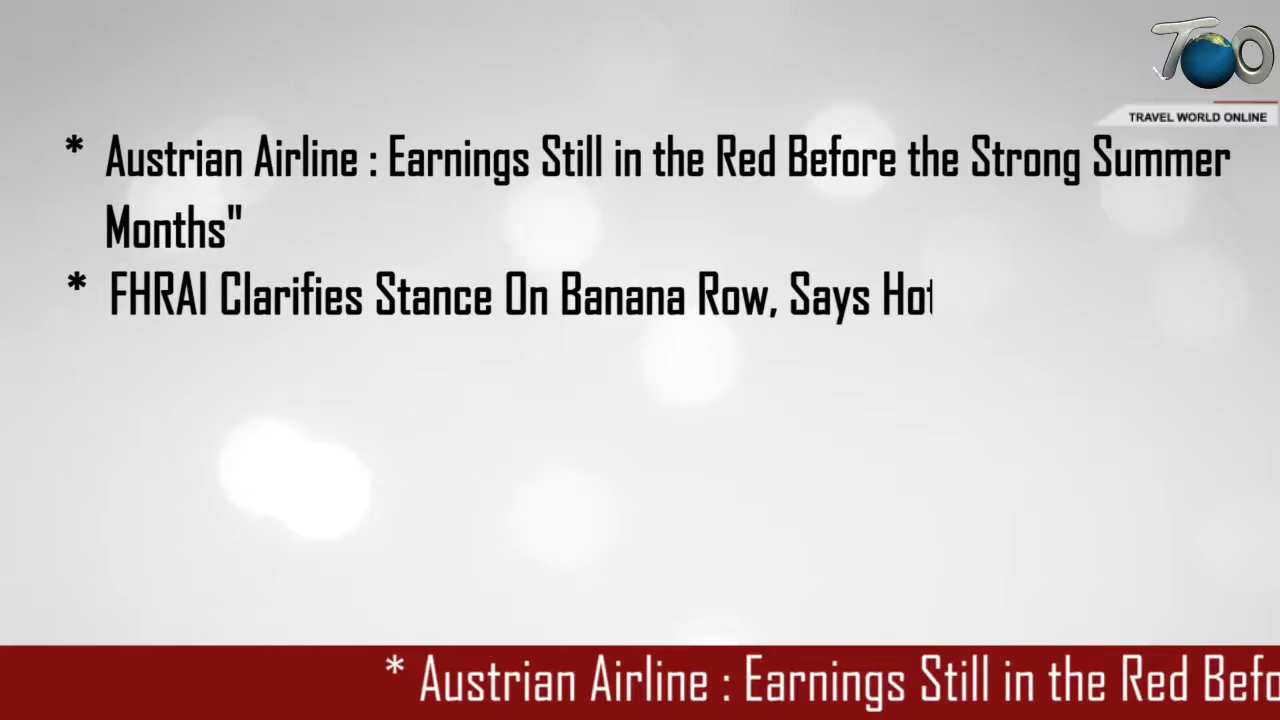 TOO
TRAVEL WORLD ONLINE
* Austrian Airline : Earnings Still in the Red Before the Strong Summer
Months"
* FHRAI Clarifies Stance On Banana Row, Says
* Austrian Airline : Earnings Still in the Red